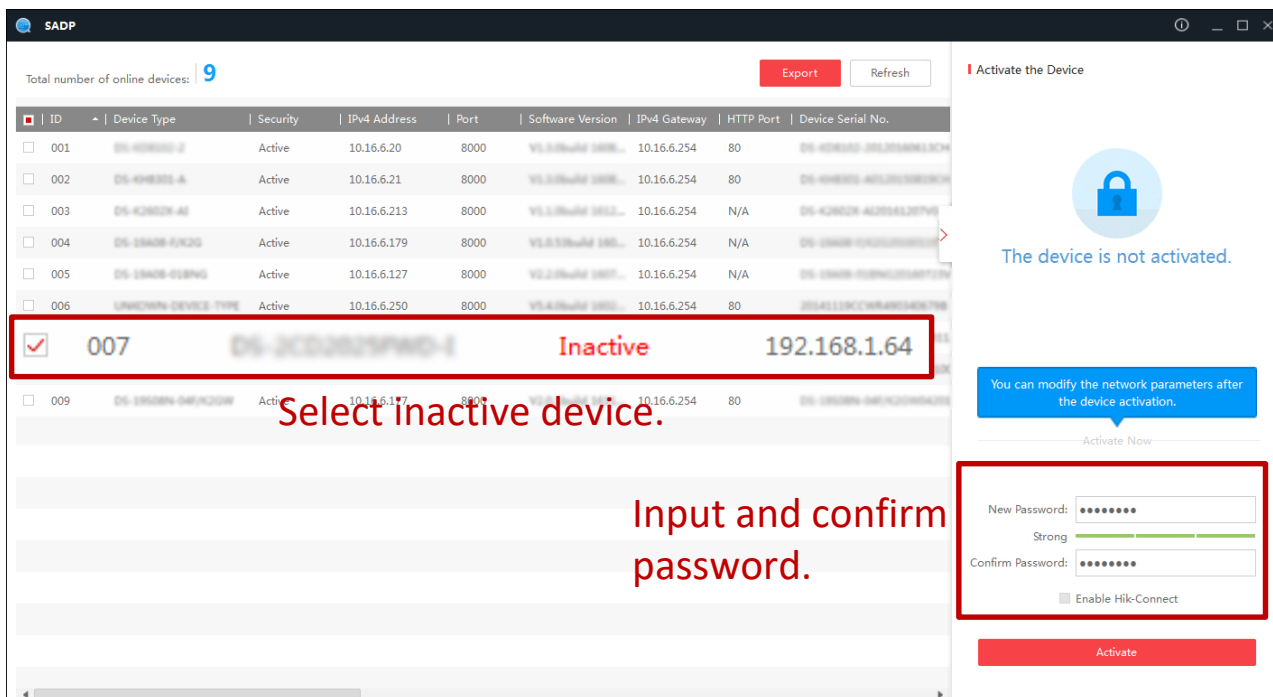 SADP
Total number of online devices: 9
Export Refresh
Activate the Device
ID Device Type Security IPv4 Address Port Software Version IPv4 Gateway HTTP Port Device Serial No.
001 Active 10.16.6.20 8000 10.16.6.254 80
002 Active 10.16.6.21 8000 10.16.6.254 80
003 Active 10.16.6.213 8000 10.16.6.254 N/A
004 Active 10.16.6.179 8000 10.16.6.254 N/A
005 Active 10.16.6.127 8000 10.16.6.254 N/A
006 Active 10.16.6.250 8000 10.16.6.254 80
007 Inactive 192.168.1.64
009 Active 10.16.6.177 8000 10.16.6.254 80
Select inactive device.
Input and confirm
password.
The device is not activated.
You can modify the network parameters after
the device activation.
Activate Now
New Password: ●●●●●●●●
Strong
Confirm Password: ●●●●●●●●
Enable Hik-Connect
Activate